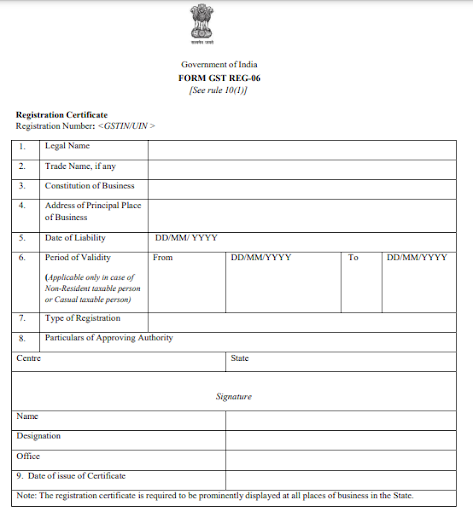 सत्यमेव जयते
Government of India
FORM GST REG-06
[See rule 10(1)]
Registration Certificate
Registration Number: <GSTIN/UIN >
1. Legal Name
2. Trade Name, if any
3. Constitution of Business
4. Address of Principal Place
of Business
5. Date of Liability DD/MM/ YYYY
6. Period of Validity From DD/MM/YYYY To DD/MM/YYYY
(Applicable only in case of
Non-Resident taxable person
or Casual taxable person)
7. Type of Registration
8. Particulars of Approving Authority
Centre State
Signature
Name
Designation
Office
9. Date of issue of Certificate
Note: The registration certificate is required to be prominently displayed at all places of business in the State.